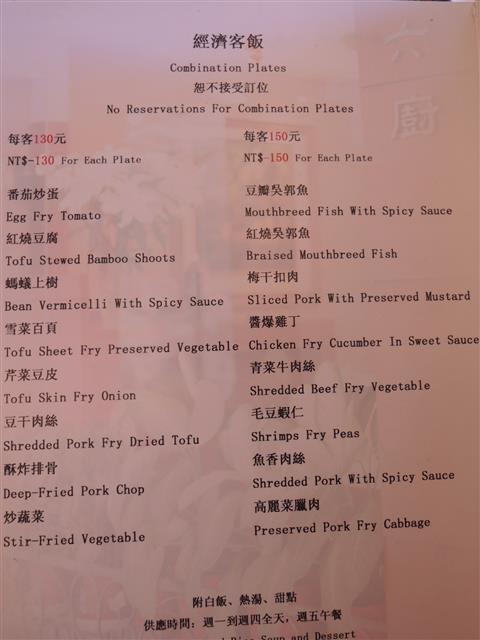 經濟客飯
Combination Plates
恕不接受訂位
No Reservations For Combination Plates
每客130元
NT$-130 For Each Plate
番茄炒蛋
Egg Fry Tomato
紅燒豆腐
Tofu Stewed Bamboo Shoots
螞蟻上樹
Bean Vermicelli With Spicy Sauce
雪菜百頁
Tofu Sheet Fry Preserved Vegetable
芹菜豆皮
Tofu Skin Fry Onion
豆干肉絲
Shredded Pork Fry Dried Tofu
酥炸排骨
Deep-Fried Pork Chop
炒蔬菜
Stir-Fried Vegetable
每客150元
NT$-150 For Each Plate
豆瓣吳郭魚
Mouthbreed Fish With Spicy Sauce
紅燒吳郭魚
Braised Mouthbreed Fish
梅干扣肉
Sliced Pork With Preserved Mustard
醬爆雞丁
Chicken Fry Cucumber In Sweet Sauce
青菜牛肉絲
Shredded Beef Fry Vegetable
毛豆蝦仁
Shrimps Fry Peas
魚香肉絲
Shredded Pork With Spicy Sauce
高麗菜臘肉
Preserved Pork Fry Cabbage
附白飯、熱湯、甜點
供應時間：週一到週四全天，週五午餐
Rice Soup and Dessert